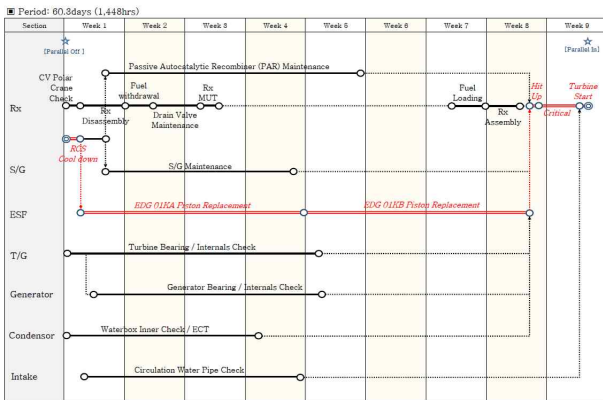 ▣ Period: 60.3days (1,448hrs)
Section Week 1 Week 2 Week 3 Week 4 Week 5 Week 6 Week 7 Week 8 Week 9
[Parallel Off ]
[Parallel In]
Passive Autocatalytic Recombiner (PAR) Maintenance
CV Polar
Crane
Check
Fuel
withdrawal
Rx
MUT
Fuel
Loading
Hit
Up
Turbine
Start
Rx
Rx
Disassembly
Drain Valve
Maintenance
Rx
Assembly
Critical
RCS
Cool down
S/G
S/G Maintenance
ESF
EDG 01KA Piston Replacement
EDG 01KB Piston Replacement
T/G
Turbine Bearing / Internals Check
Generator
Generator Bearing / Internals Check
Condensor
Waterbox Inner Check / ECT
Intake
Circulation Water Pipe Check